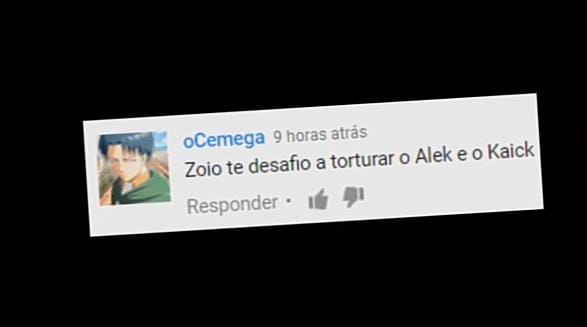 oCemega 9 horas atrás
Zoio te desafio a torturar o Alek e o Kaick
Responder •